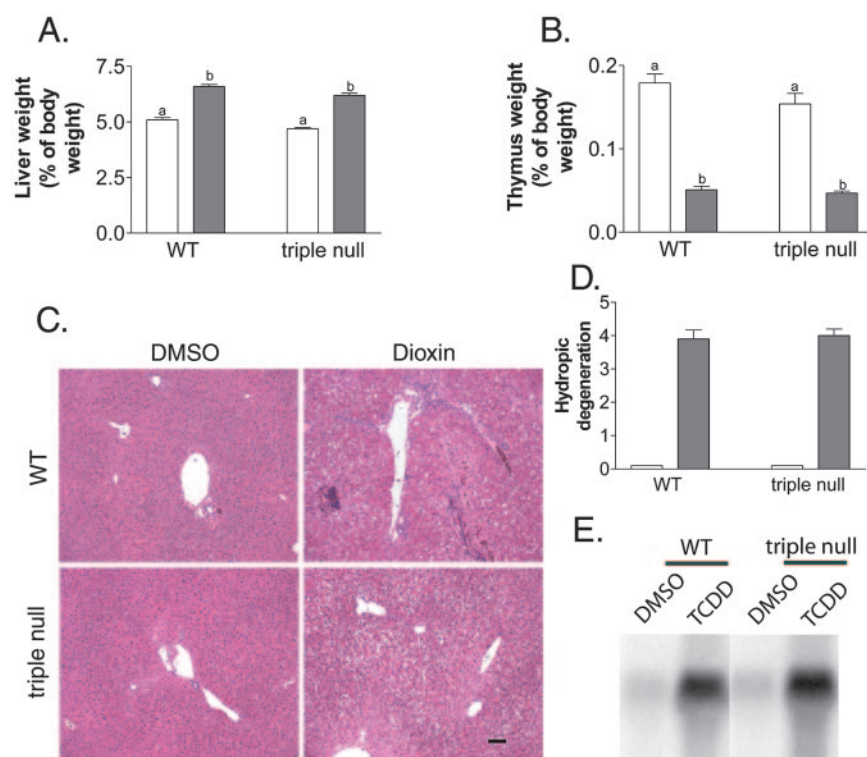 A.
Liver weight
(% of body
weight)
7.5
5.0
2.5
0.0
a
b
a
b
WT
triple null
B.
Thymus weight
(% of body
weight)
0.2
0.1
0.0
a
b
a
b
WT
triple null
C.
DMSO
Dioxin
WT
triple null
D.
Hydropic
degeneration
5
4
3
2
1
0
WT
triple null
E.
WT
triple null
DMSO
TCDD
DMSO
TCDD